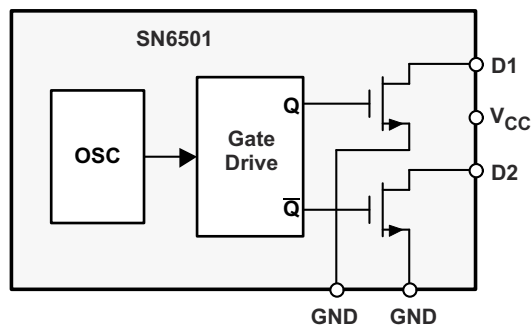 SN6501
D1
Q
VCC
OSC
Gate
Drive
D2
Q̅
GND
GND